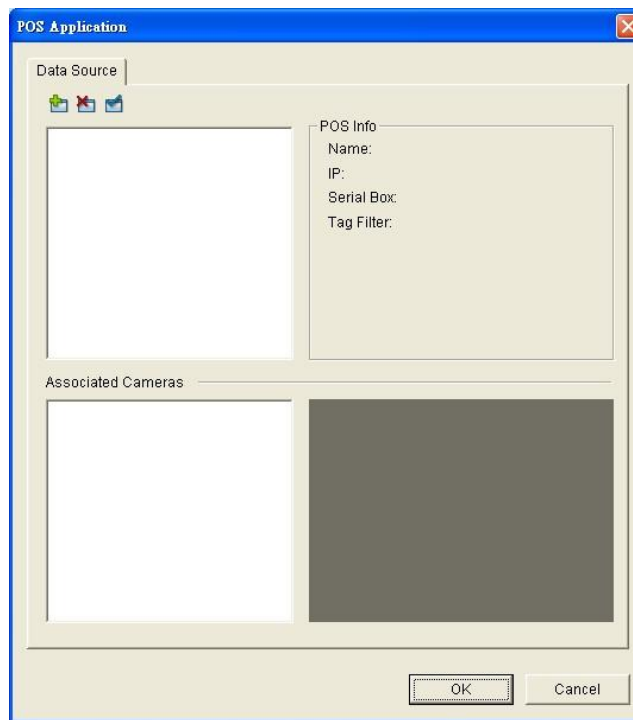 POS Application
Data Source
POS Info
Name:
IP:
Serial Box:
Tag Filter:
Associated Cameras
OK
Cancel